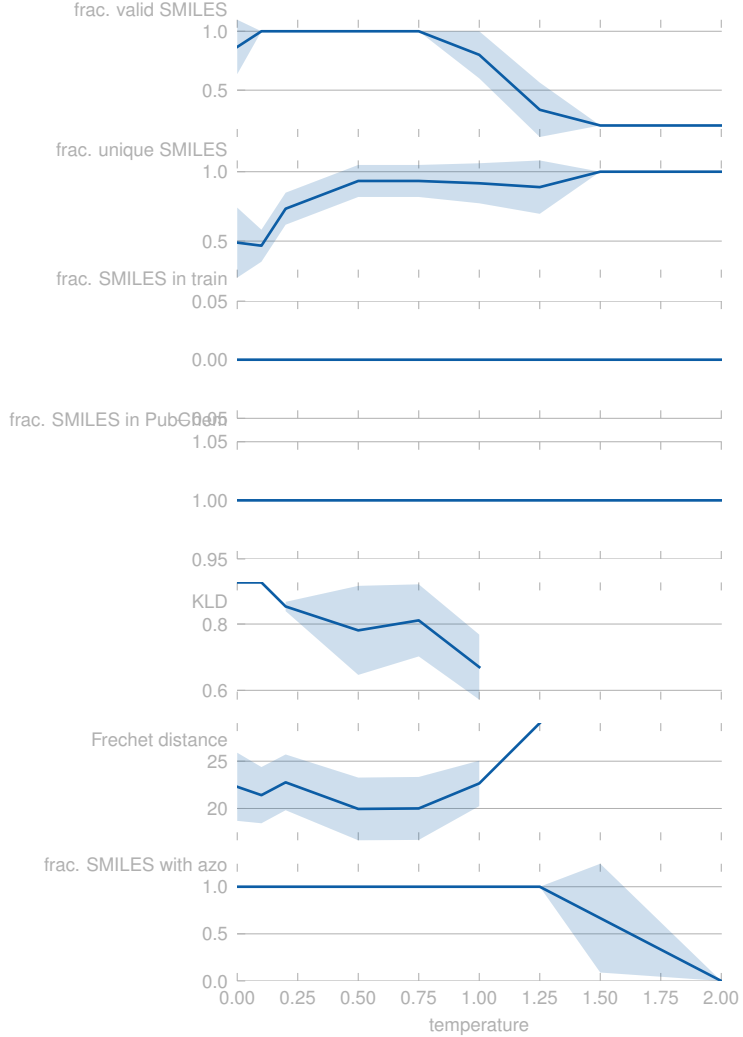 frac. valid SMILES
1.0
0.5
frac. unique SMILES
1.0
0.5
frac. SMILES in train
0.05
0.00
−0.05
frac. SMILES in PubChem
1.05
1.00
0.95
KLD
0.8
0.6
Frechet distance
25
20
frac. SMILES with azo
1.0
0.5
0.0
0.00 0.25 0.50 0.75 1.00 1.25 1.50 1.75 2.00
temperature